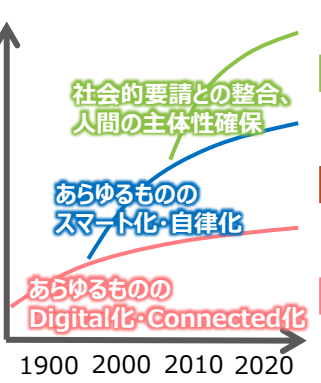 社会的要請との整合、
人間の主体性確保
あらゆるものの
スマート化・自律化
あらゆるものの
Digital化・Connected化
1900 2000 2010 2020